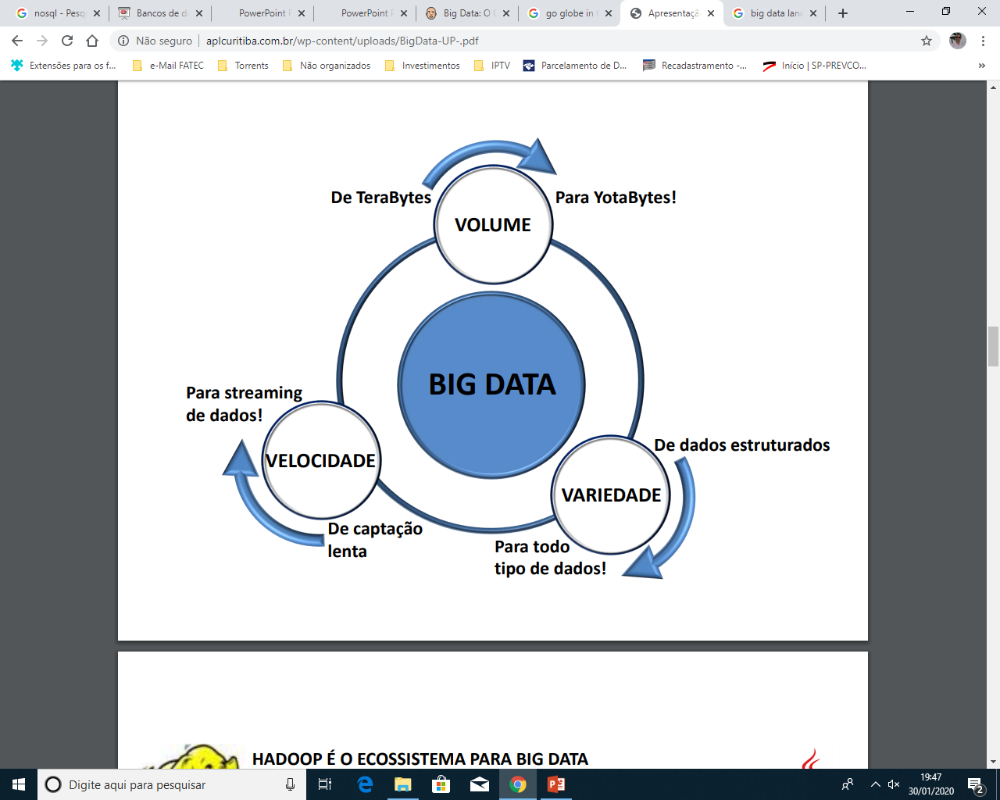 nosql - Pesq
Bancos de d
PowerPoint P
PowerPoint P
Big Data: O
go globe in
Apresentaçã
big data lan
Não seguro | aplcuritiba.com.br/wp-content/uploads/BigData-UP-.pdf
Extensões para os f...
e-Mail FATEC
Torrents
Não organizados
Investimentos
IPTV
Parcelamento de D...
Recadastramento -...
Início | SP-PREVCO...
De TeraBytes
Para YotaBytes!
VOLUME
BIG DATA
Para streaming
de dados!
VELOCIDADE
De captação
lenta
De dados estruturados
VARIEDADE
Para todo
tipo de dados!
HADOOP É O ECOSSISTEMA PARA BIG DATA
Digite aqui para pesquisar
19:47
30/01/2020
2